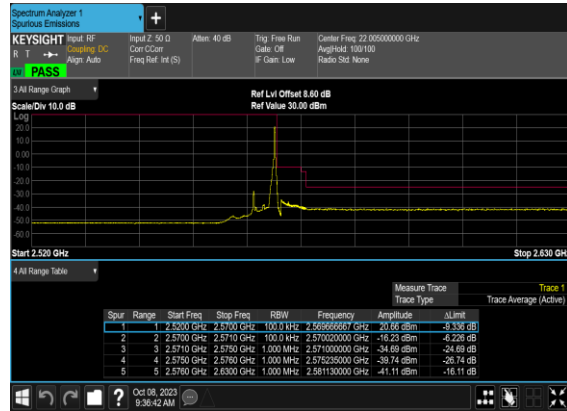 Spectrum Analyzer 1
Spurious Emissions
KEYSIGHT
R T
PASS
Input: RF
Coupling: DC
Align: Auto
Input Z: 50 Ω
Corr CCorr
Freq Ref: Int (S)
Atten: 40 dB
Trig: Free Run
Gate: Off
IF Gain: Low
Center Freq: 22.005000000 GHz
Avg|Hold: 100/100
Radio Std: None
3 All Range Graph
Scale/Div 10.0 dB
Ref Lvl Offset 8.60 dB
Ref Value 30.00 dBm
Log
20.0
10.0
0.00
-10.0
-20.0
-30.0
-40.0
-50.0
-60.0
Start 2.520 GHz
Stop 2.630 GH
4 All Range Table
Measure Trace Trace 1
Trace Type Trace Average (Active)
Spur Range Start Freq Stop Freq RBW Frequency Amplitude ΔLimit
1 1 2.5200 GHz 2.5700 GHz 100.0 kHz 2.569666667 GHz 20.66 dBm -9.336 dB
2 2 2.5700 GHz 2.5710 GHz 100.0 kHz 2.570020000 GHz -16.23 dBm -6.226 dB
3 3 2.5710 GHz 2.5750 GHz 1.000 MHz 2.571000000 GHz -34.69 dBm -24.69 dB
4 4 2.5750 GHz 2.5760 GHz 1.000 MHz 2.575235000 GHz -39.74 dBm -26.74 dB
5 5 2.5760 GHz 2.6300 GHz 1.000 MHz 2.581130000 GHz -41.11 dBm -16.11 dB
Oct 08, 2023
9:36:42 AM